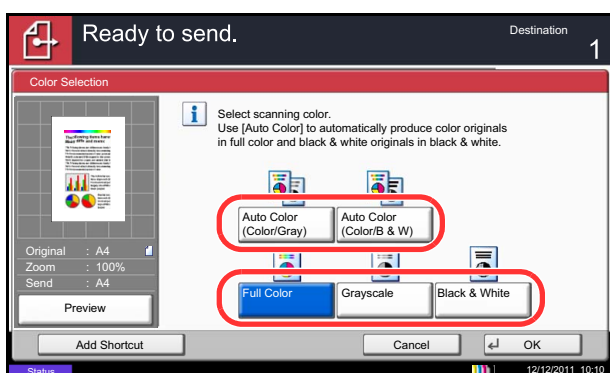 Ready to send.
Destination
1
Color Selection
Select scanning color.
Use [Auto Color] to automatically produce color originals
in full color and black & white originals in black & white.
Auto Color
(Color/Gray)
Auto Color
(Color/B & W)
Original : A4
Zoom : 100%
Send : A4
Full Color
Grayscale
Black & White
Preview
Add Shortcut
Cancel
OK
Status
12/12/2011 10:10